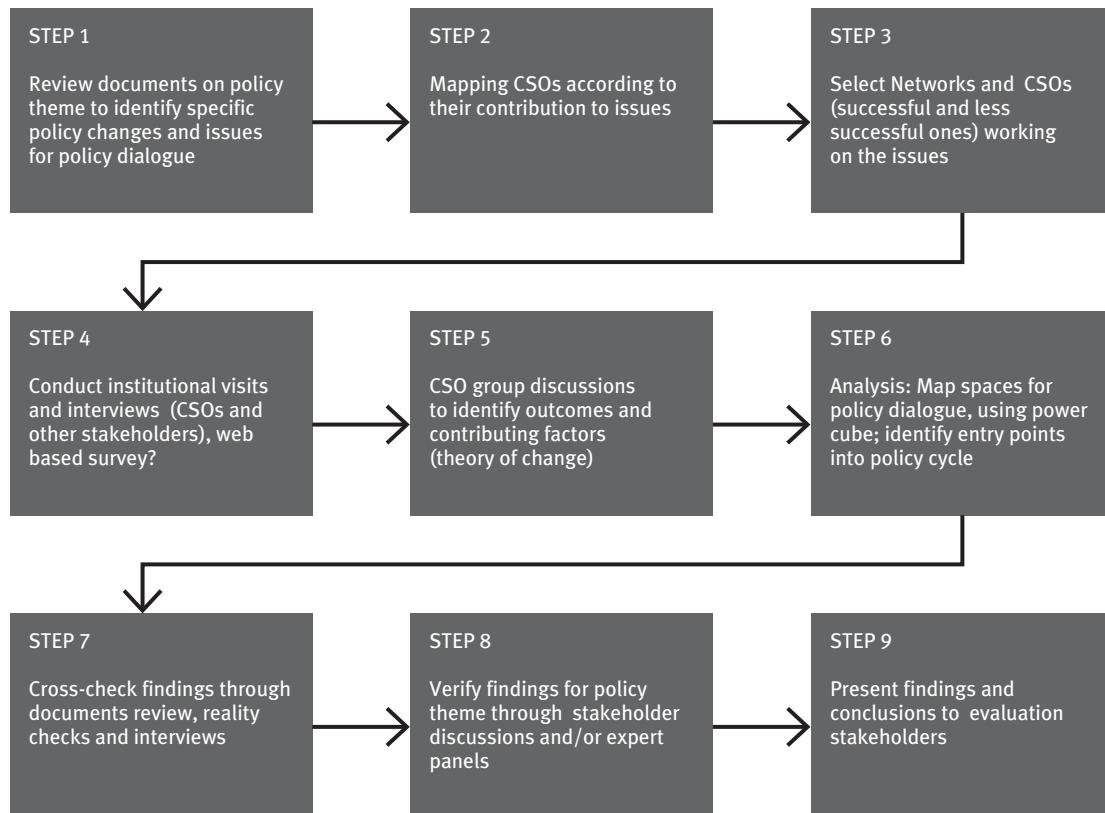 STEP 1
Review documents on policy
theme to identify specific
policy changes and issues
for policy dialogue
STEP 2
Mapping CSOs according to
their contribution to issues
STEP 3
Select Networks and CSOs
(successful and less
successful ones) working
on the issues
STEP 4
Conduct institutional visits
and interviews (CSOs and
other stakeholders), web
based survey?
STEP 5
CSO group discussions
to identify outcomes and
contributing factors
(theory of change)
STEP 6
Analysis: Map spaces for
policy dialogue, using power
cube; identify entry points
into policy cycle
STEP 7
Cross-check findings through
documents review, reality
checks and interviews
STEP 8
Verify findings for policy
theme through stakeholder
discussions and/or expert
panels
STEP 9
Present findings and
conclusions to evaluation
stakeholders